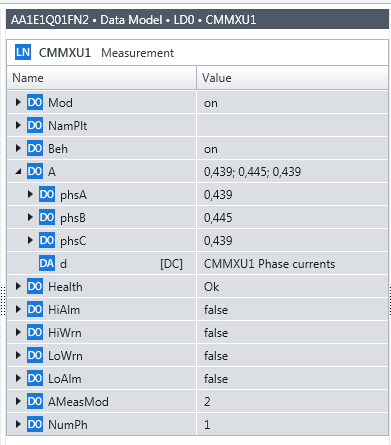 AA1E1Q01FN2 • Data Model • LD0 • CMMXU1
LN CMMXU1 Measurement
Name Value
DO Mod on
DO NamPlt
DO Beh on
DO A 0,439; 0,445; 0,439
DO phsA 0,439
DO phsB 0,445
DO phsC 0,439
DA d [DC] CMMXU1 Phase currents
DO Health Ok
DO HiAlm false
DO HiWrn false
DO LoWrn false
DO LoAlm false
DO AMeasMod 2
DO NumPh 1